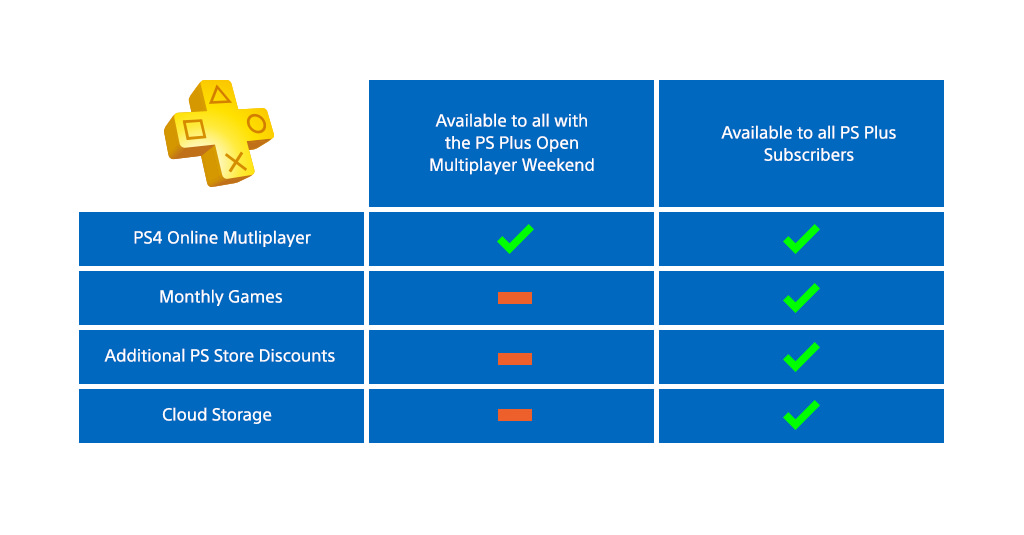 Available to all with
the PS Plus Open
Multiplayer Weekend
Available to all PS Plus
Subscribers
PS4 Online Mutliplayer
Monthly Games
Additional PS Store Discounts
Cloud Storage